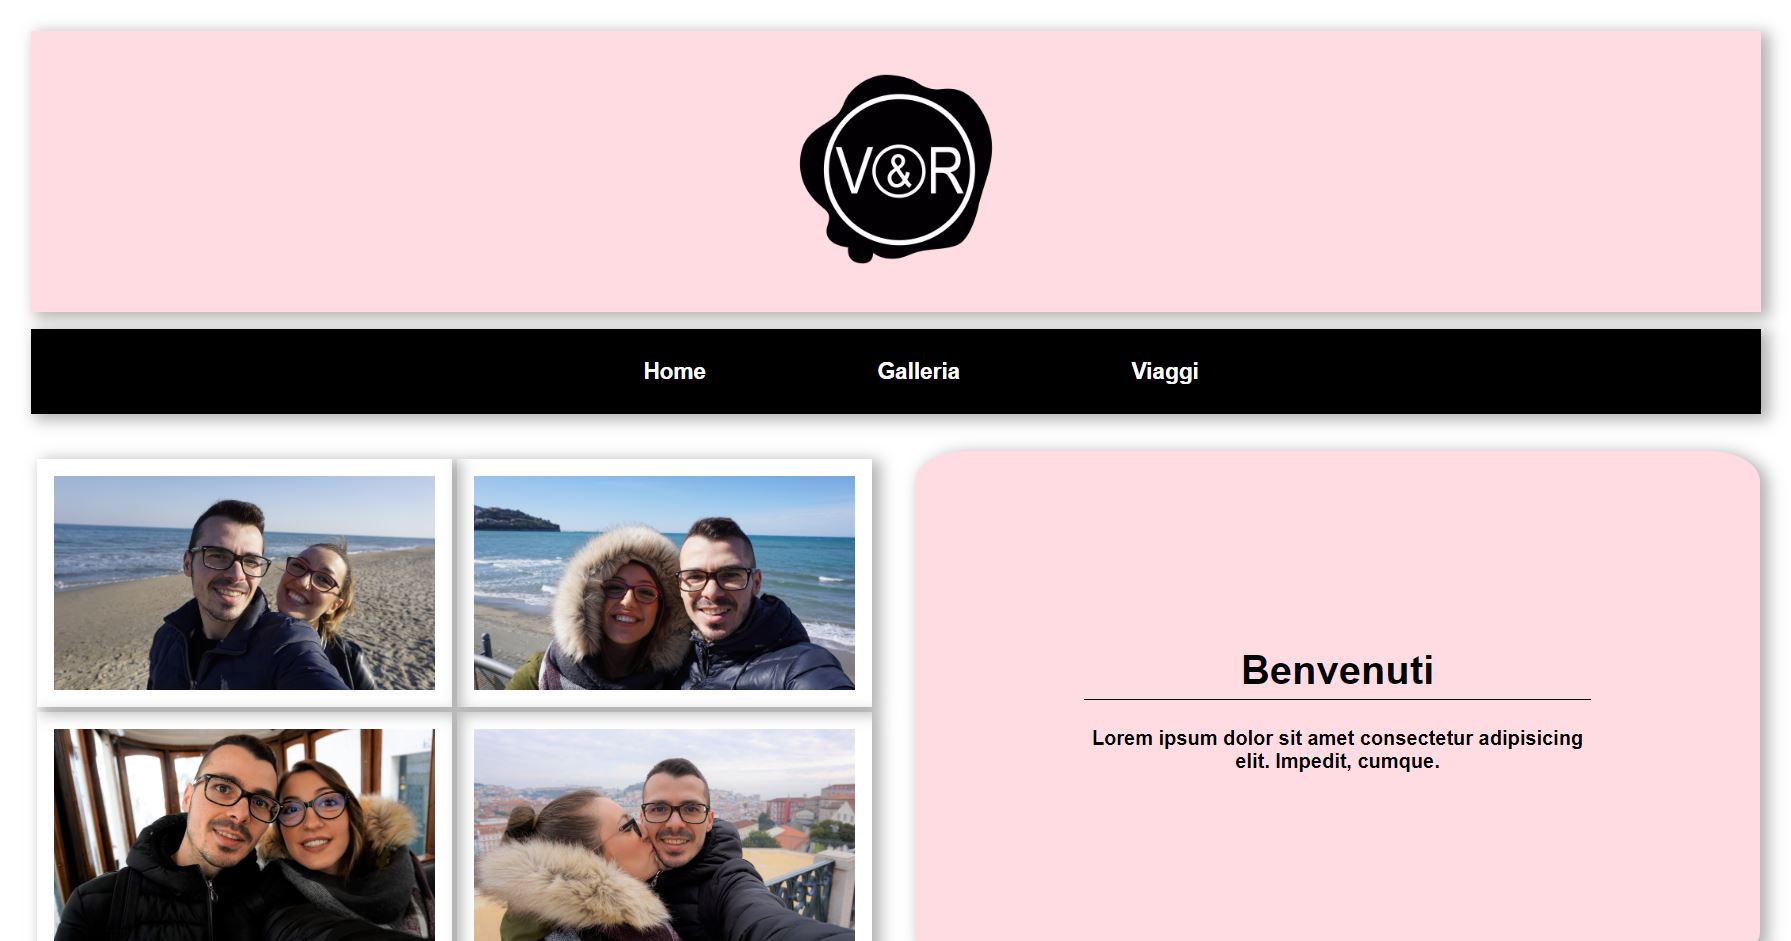 V&R
Home Galleria Viaggi
Benvenuti
Lorem ipsum dolor sit amet consectetur adipisicing
elit. Impedit, cumque.